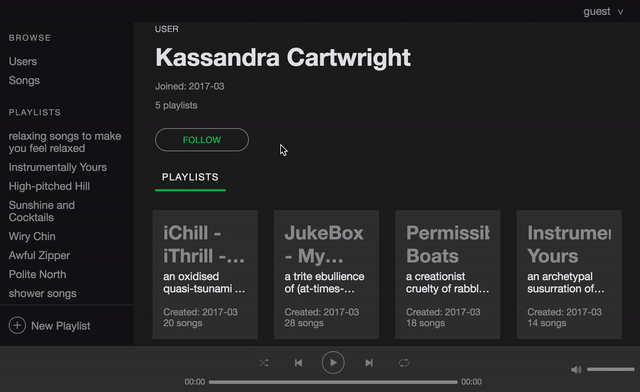 guest
BROWSE
Users
Songs
PLAYLISTS
relaxing songs to make
you feel relaxed
Instrumentally Yours
High-pitched Hill
Sunshine and
Cocktails
Wiry Chin
Awful Zipper
Polite North
shower songs
New Playlist
USER
Kassandra Cartwright
Joined: 2017-03
5 playlists
FOLLOW
PLAYLISTS
iChill -
iThrill -...
an oxidised
quasi-tsunami ...
Created: 2017-03
20 songs
JukeBox
- My...
a trite ebullience
of (at-times-...
Created: 2017-03
28 songs
Permissib
Boats
a creationist
cruelty of rabbl...
Created: 2017-03
18 songs
Instrumen
Yours
an archetypal
susurration of...
Created: 2017-03
14 songs
00:00
00:00